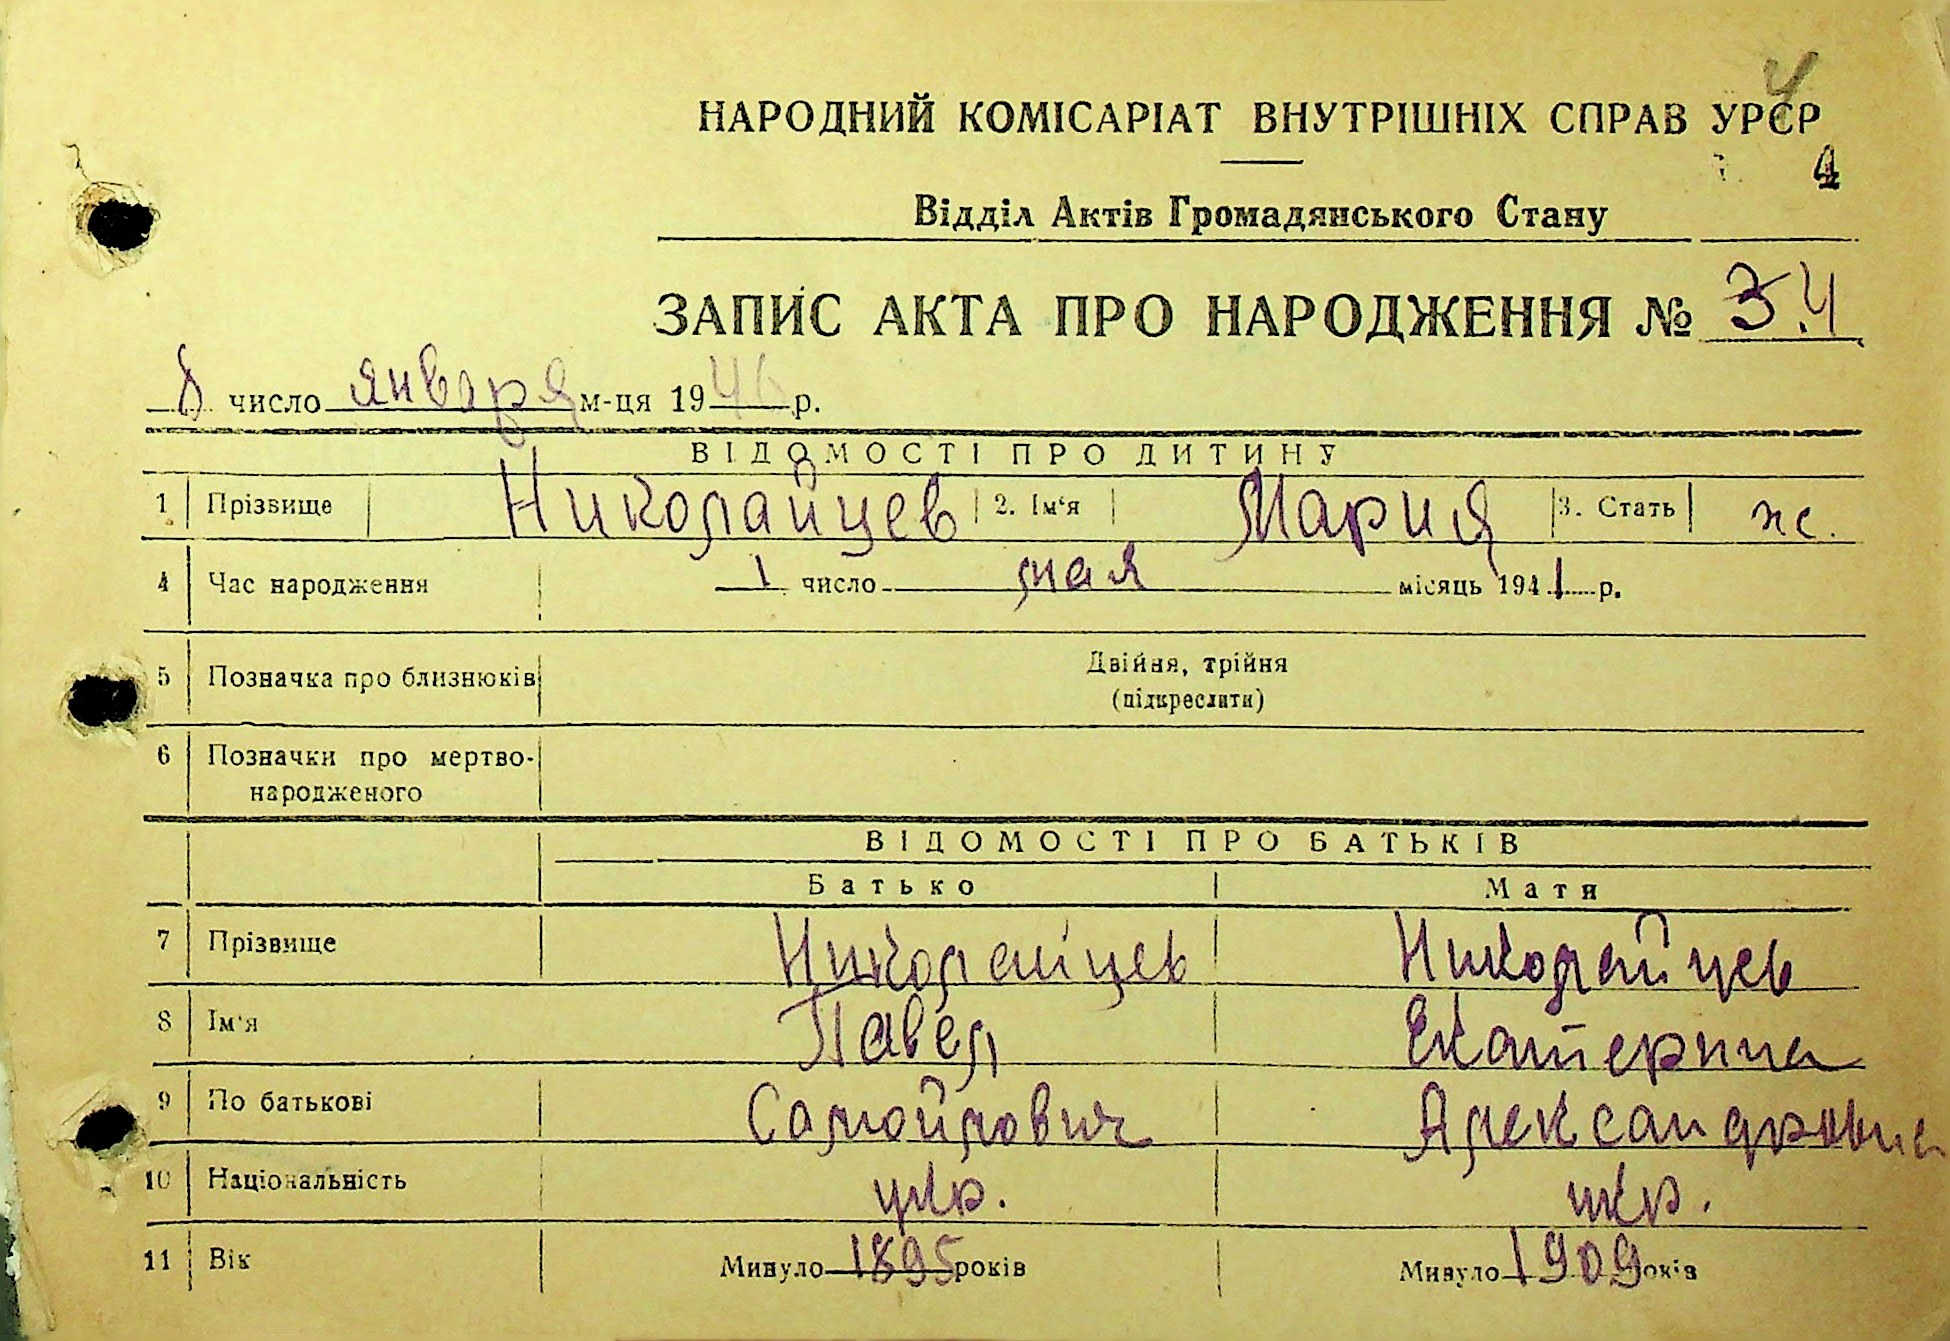 4
НАРОДНИЙ КОМІСАРІАТ ВНУТРІШНІХ СПРАВ УРСР
4
Відділ Актів Громадянського Стану
ЗАПИС АКТА ПРО НАРОДЖЕННЯ № 34
8 число января м-ця 1946 р.
ВІДОМОСТІ ПРО ДИТИНУ
1 Прізвище Николайцев 2. Ім'я Мария 3. Стать ж.
4 Час народження 1 число мая місяць 1941 р.
5 Позначка про близнюків Двійня, трійня
(підкреслити)
6 Позначки про мертво-
народженого
ВІДОМОСТІ ПРО БАТЬКІВ
Батько Мати
7 Прізвище Николайцев Николайцев
8 Ім'я Павел Екатерина
9 По батькові Самойлович Александровна
10 Національність укр. укр.
11 Вік Минуло 1895 років Минуло 1909 років